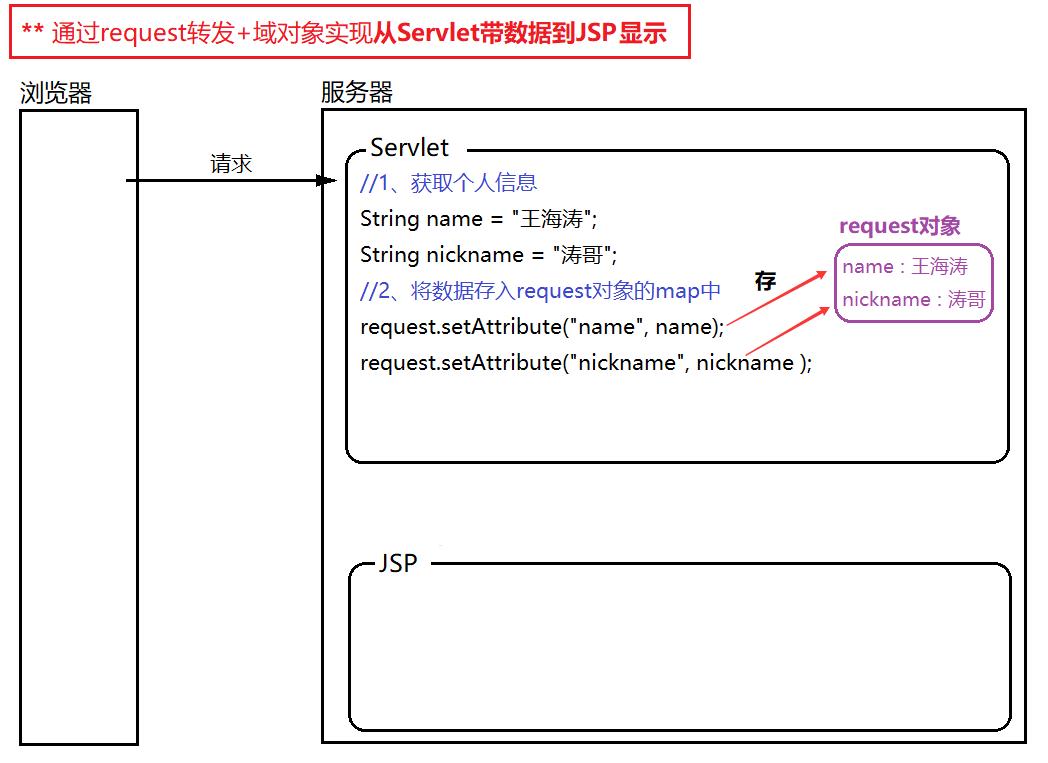 ** 通过request转发+域对象实现从Servlet带数据到JSP显示
浏览器
服务器
请求
Servlet
//1、获取个人信息
String name = "王海涛";
String nickname = "涛哥";
//2、将数据存入request对象的map中
request.setAttribute("name", name);
request.setAttribute("nickname", nickname );
存
request对象
name : 王海涛
nickname : 涛哥
JSP